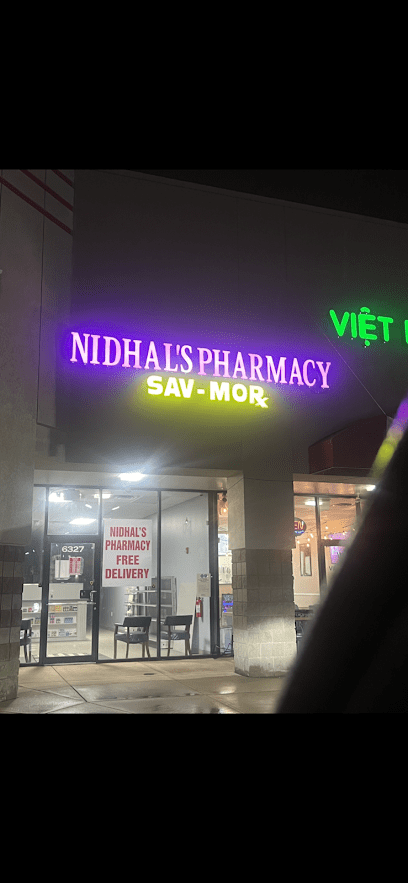 NIDHAL'S PHARMACY
SAV-MOR℞
VIỆT
6327
NIDHAL'S
PHARMACY
FREE
DELIVERY